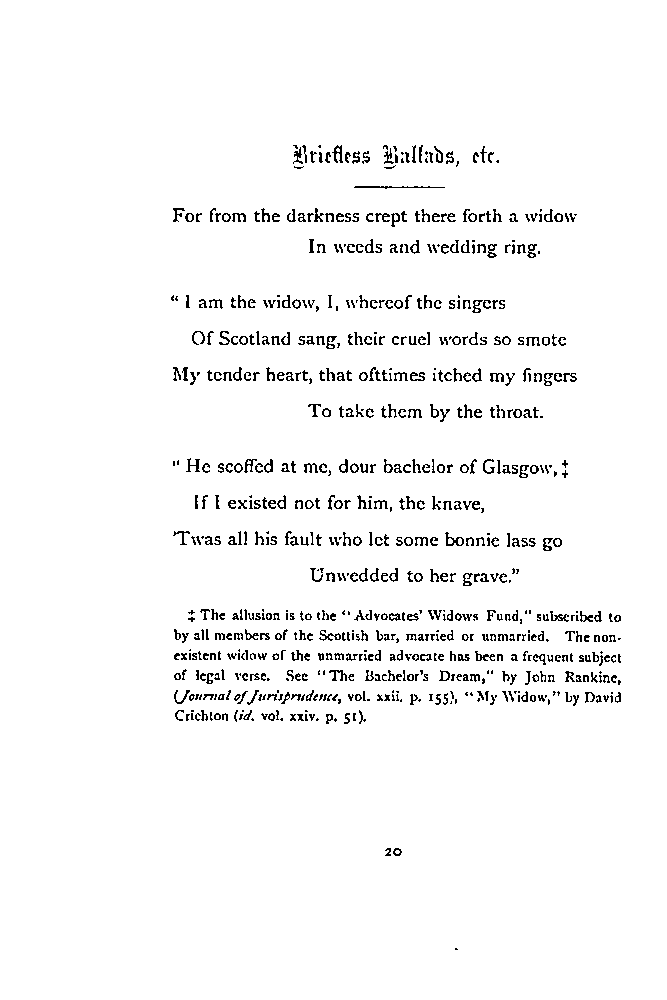 Briefless Ballads, etc.
For from the darkness crept there forth a widow
In weeds and wedding ring.
“ I am the widow, I, whereof the singers
Of Scotland sang, their cruel words so smote
My tender heart, that ofttimes itched my fingers
To take them by the throat.
“ He scoffed at me, dour bachelor of Glasgow, ‡
If I existed not for him, the knave,
’Twas all his fault who let some bonnie lass go
Unwedded to her grave.”
‡ The allusion is to the “Advocates’ Widows Fund,” subscribed to
by all members of the Scottish bar, married or unmarried. The non-
existent widow of the unmarried advocate has been a frequent subject
of legal verse. See “The Bachelor’s Dream,” by John Rankine,
(Journal of Jurisprudence, vol. xxii. p. 155), “My Widow,” by David
Crichton (id. vol. xxiv. p. 51).
20